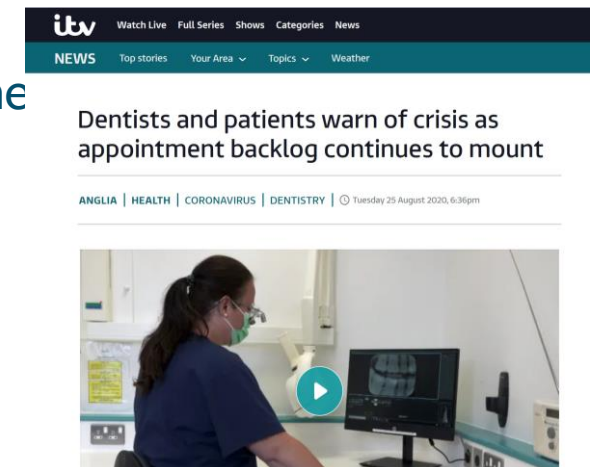 itv Watch Live Full Series Shows Categories News
NEWS Top stories Your Area Topics Weather
ne
Dentists and patients warn of crisis as
appointment backlog continues to mount
ANGLIA | HEALTH | CORONAVIRUS | DENTISTRY | Tuesday 25 August 2020, 6:36pm